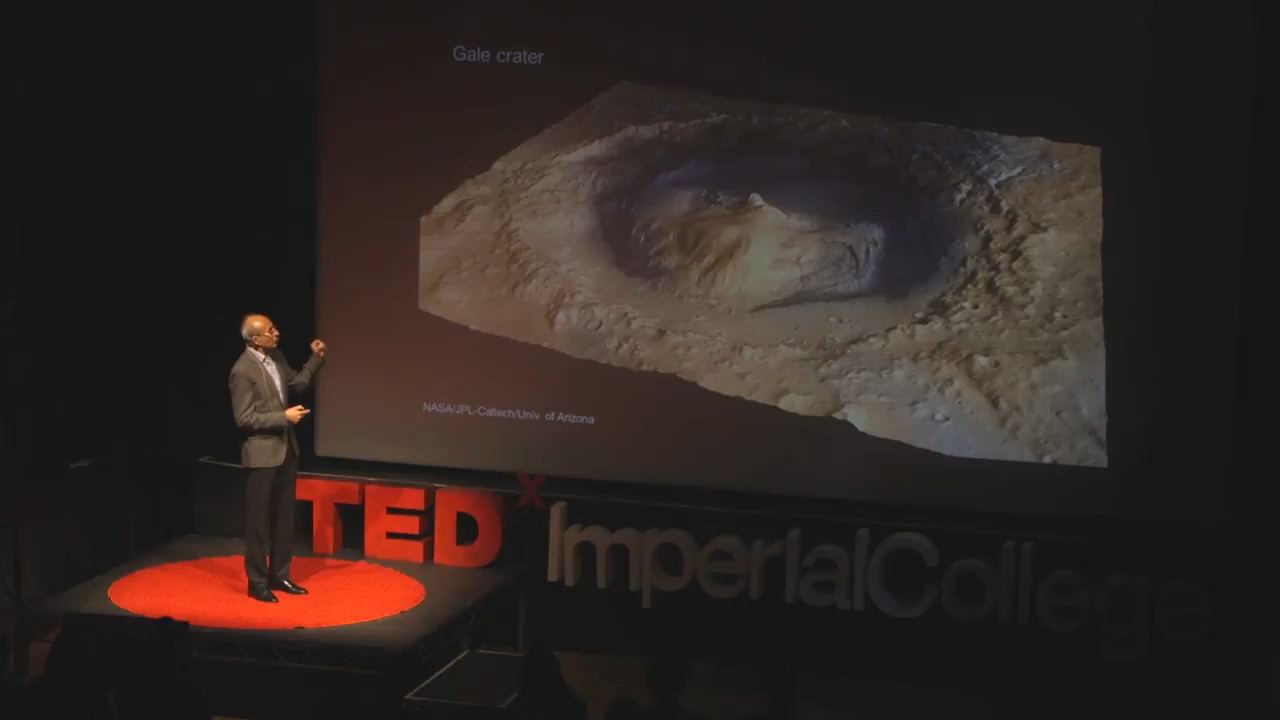 Gale crater
NASA/JPL-Caltech/Univ. of Arizona
TEDx
ImperialCollege